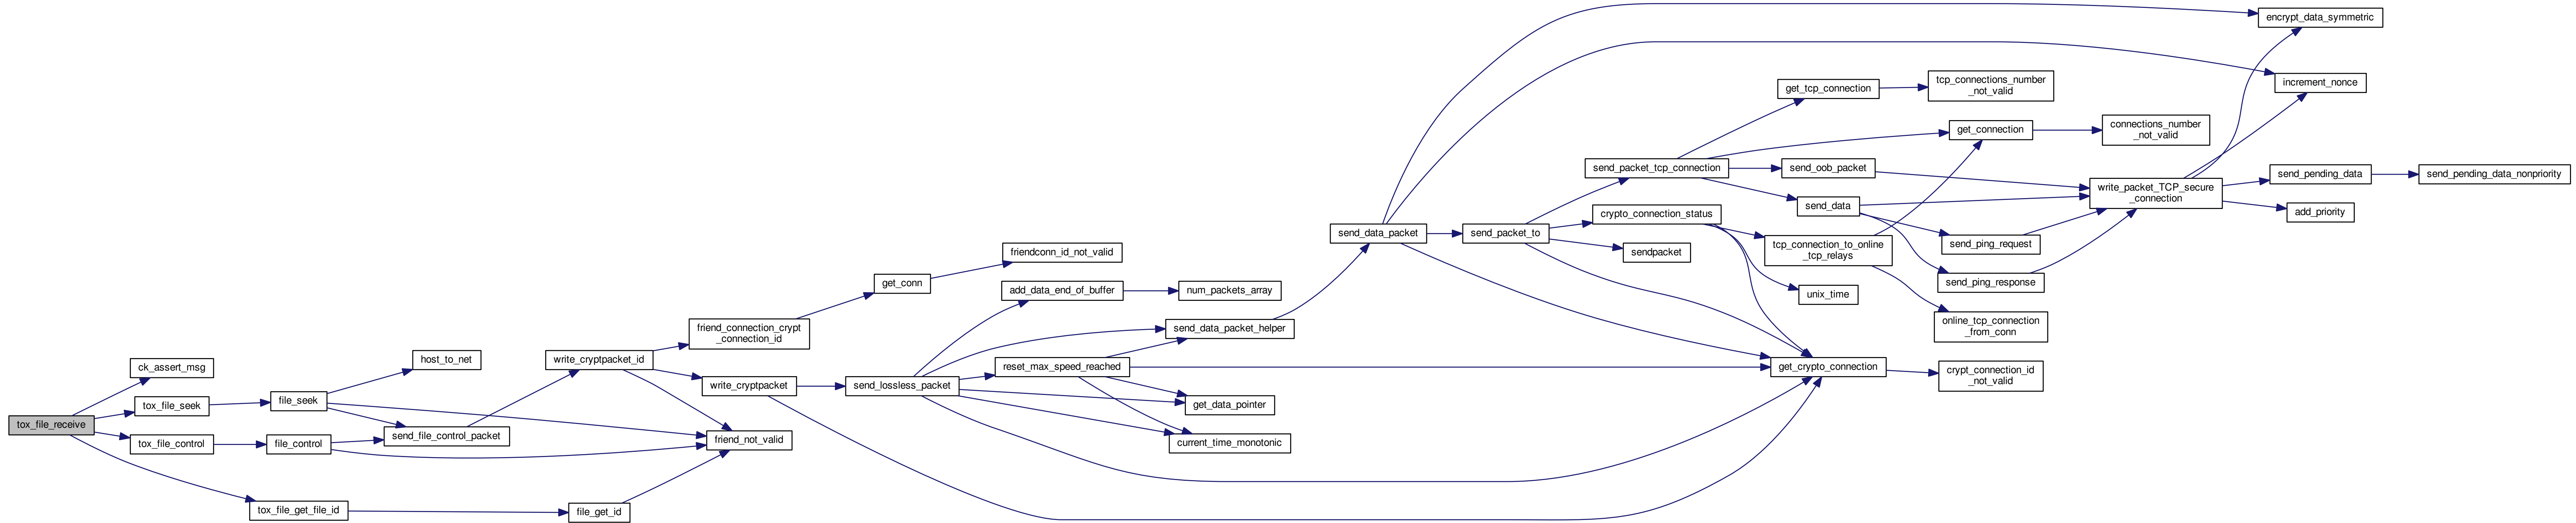 tox_file_receive
ck_assert_msg
tox_file_seek
tox_file_control
tox_file_get_file_id
file_seek
file_control
host_to_net
send_file_control_packet
write_cryptpacket_id
file_get_id
friend_connection_crypt
_connection_id
write_cryptpacket
friend_not_valid
get_conn
send_lossless_packet
friendconn_id_not_valid
add_data_end_of_buffer
reset_max_speed_reached
num_packets_array
send_data_packet_helper
get_data_pointer
current_time_monotonic
send_data_packet
send_packet_to
send_packet_tcp_connection
crypto_connection_status
sendpacket
get_tcp_connection
send_oob_packet
send_data
tcp_connection_to_online
_tcp_relays
unix_time
get_crypto_connection
tcp_connections_number
_not_valid
get_connection
send_ping_request
send_ping_response
online_tcp_connection
_from_conn
crypt_connection_id
_not_valid
connections_number
_not_valid
write_packet_TCP_secure
_connection
encrypt_data_symmetric
increment_nonce
send_pending_data
add_priority
send_pending_data_nonpriority